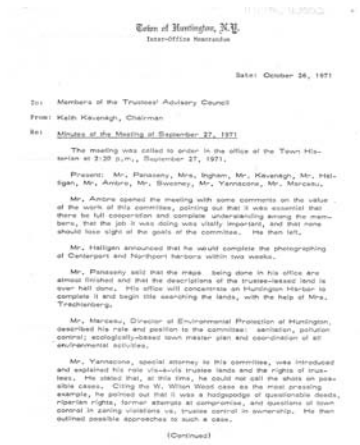 Town of Huntington, N.Y.
Inter-Office Memorandum
Date: October 26, 1971
To: Members of the Trustees' Advisory Council
From: Keith Kavanagh, Chairman
Re: Minutes of the Meeting of September 27, 1971
The meeting was called to order in the office of the Town His-
torian at 3:20 p.m., September 27, 1971.
Present: Mr. Panasony, Mrs. Ingham, Mr. Kavanagh, Mr. Hel-
ligan, Mr. Ambro, Mr. Sweeney, Mr. Yannacone, Mr. Marceau.
Mr. Ambro opened the meeting with some comments on the value
of the work of this committee, pointing out that it was essential that
there be full cooperation and complete understanding among the mem-
bers, that the job it was doing was vitally important, and that none
should lose sight of the goals of the committee. He then left.
Mr. Helligan announced that he would complete the photographing
of Centerport and Northport harbors within two weeks.
Mr. Panasony said that the maps being done in his office are
almost finished and that the descriptions of the trustee-leased land is
over half done. His office will concentrate on Huntington Harbor to
complete it and begin title searching the lands, with the help of Mrs.
Trachtenberg.
Mr. Marceau, Director of Environmental Protection of Huntington,
described his role and position to the committee: sanitation, pollution
control; ecologically-based town master plan and coordination of all
environmental activities.
Mr. Yannacone, special attorney to this committee, was introduced
and explained his role vis-a-vis trustee lands and the rights of trus-
tees. He stated that, at this time, he could not call the shots on pos-
sible cases. Citing the W. Wilton Wood case as the most pressing
example, he pointed out that it was a hodgepodge of questionable deeds,
riparian rights, former attempts at compromise, and questions of town
control in zoning violations vs. trustee control in ownership. He then
outlined possible approaches to such a case.
(Continued)